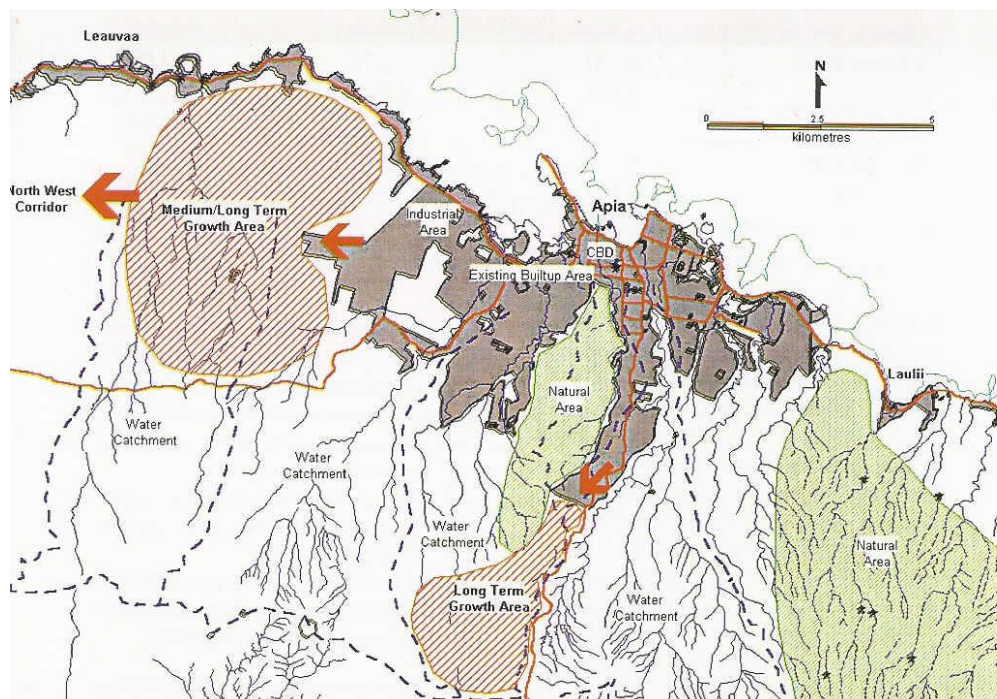 Leauvaa
N
0 2.5 5
kilometres
North West
Corridor
Medium/Long Term
Growth Area
Industrial
Area
Apia
CBD
Existing Builtup Area
Natural
Area
Laulii
Water
Catchment
Water
Catchment
Water
Catchment
Natural
Area
Long Term
Growth Area
Water
Catchment